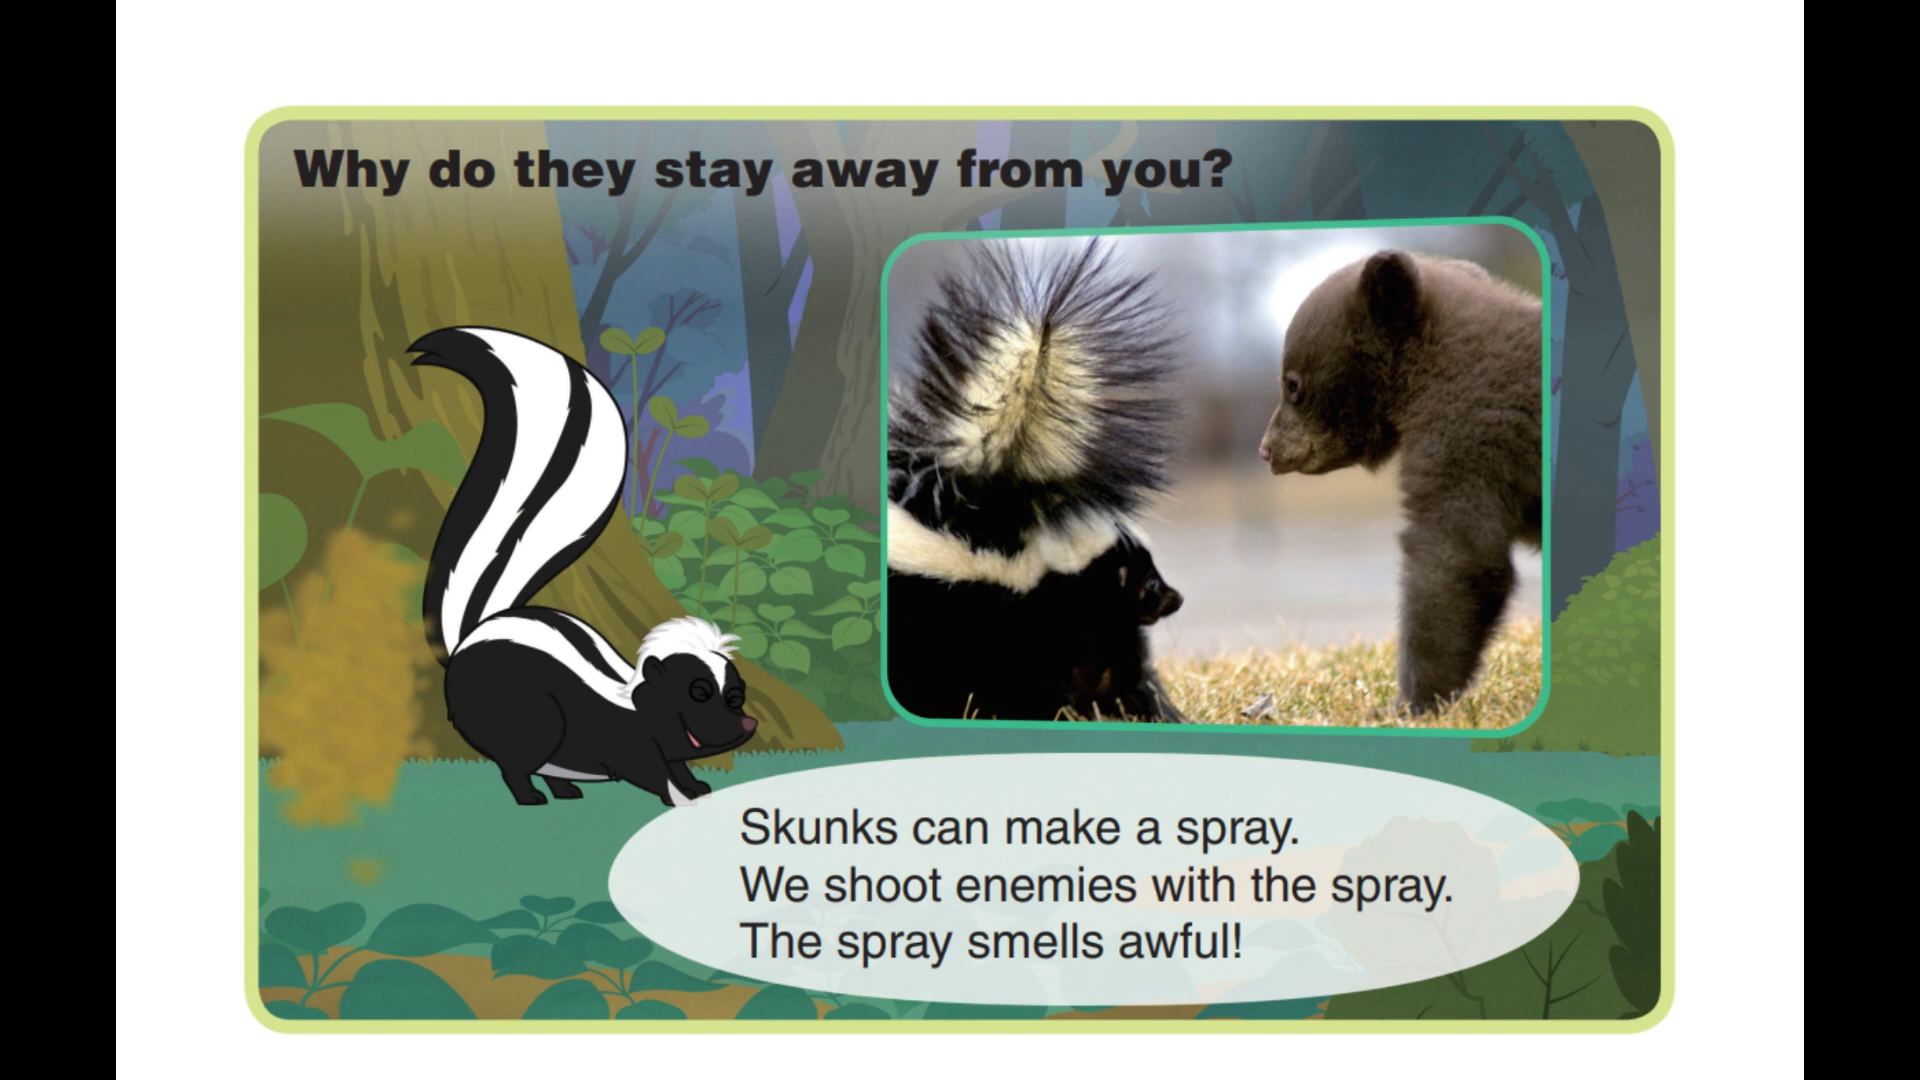 Why do they stay away from you?
Skunks can make a spray.
We shoot enemies with the spray.
The spray smells awful!